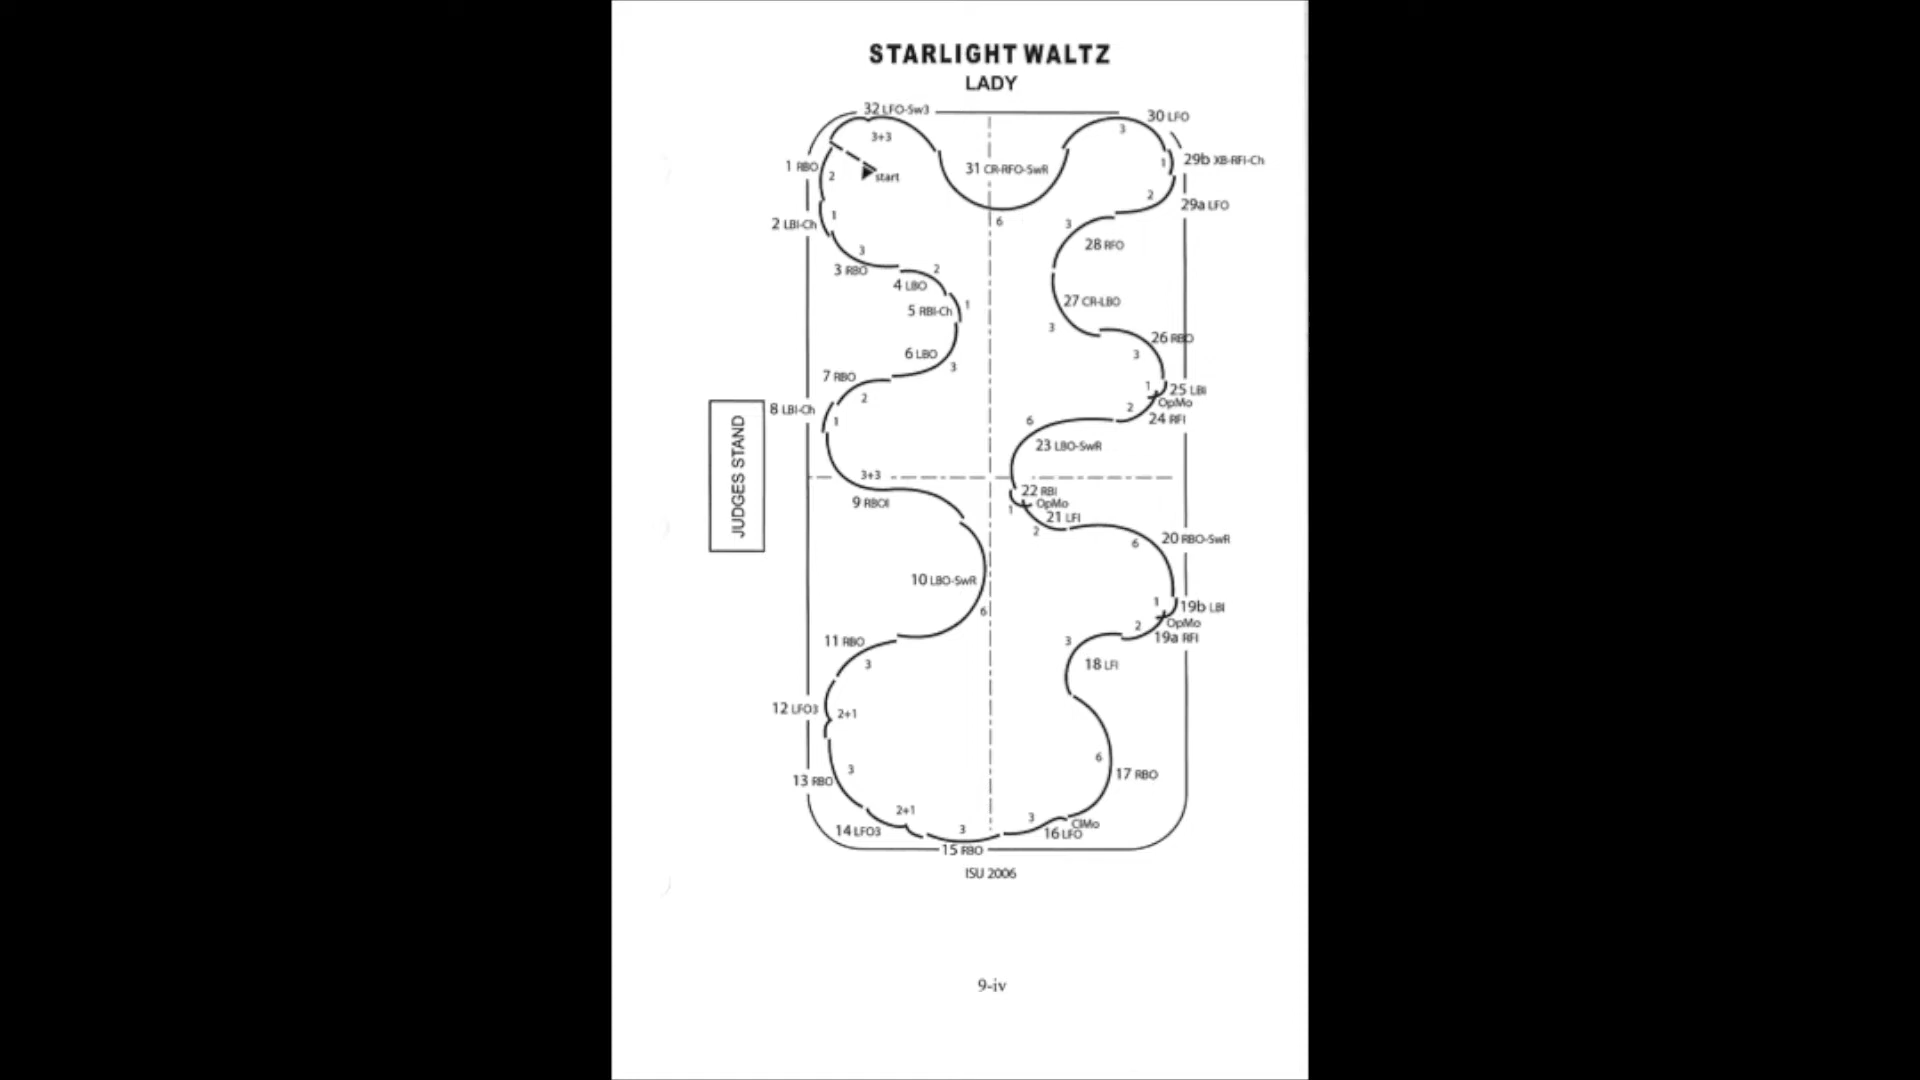 STARLIGHT WALTZ
LADY
32 LFO-Sw3
3+3
start
1 RBO
2
2 LBI-Ch
1
3 RBO
3
4 LBO
2
5 RBI-Ch
1
6 LBO
3
7 RBO
2
8 LBI-Ch
1
JUDGES STAND
3+3
9 RBOI
10 LBO-SwR
6
11 RBO
3
12 LFO3
2+1
13 RBO
3
14 LFO3
2+1
15 RBO
3
16 LFO
3
ClMo
17 RBO
6
18 LFI
3
19a RFI
2
OpMo
19b LBI
1
20 RBO-SwR
6
21 LFI
2
OpMo
22 RBI
1
23 LBO-SwR
6
24 RFI
2
OpMo
25 LBI
1
26 RBO
3
27 CR-LBO
3
28 RFO
3
29a LFO
2
29b XB-RFI-Ch
1
30 LFO
3
31 CR-RFO-SwR
6
ISU 2006
9-iv